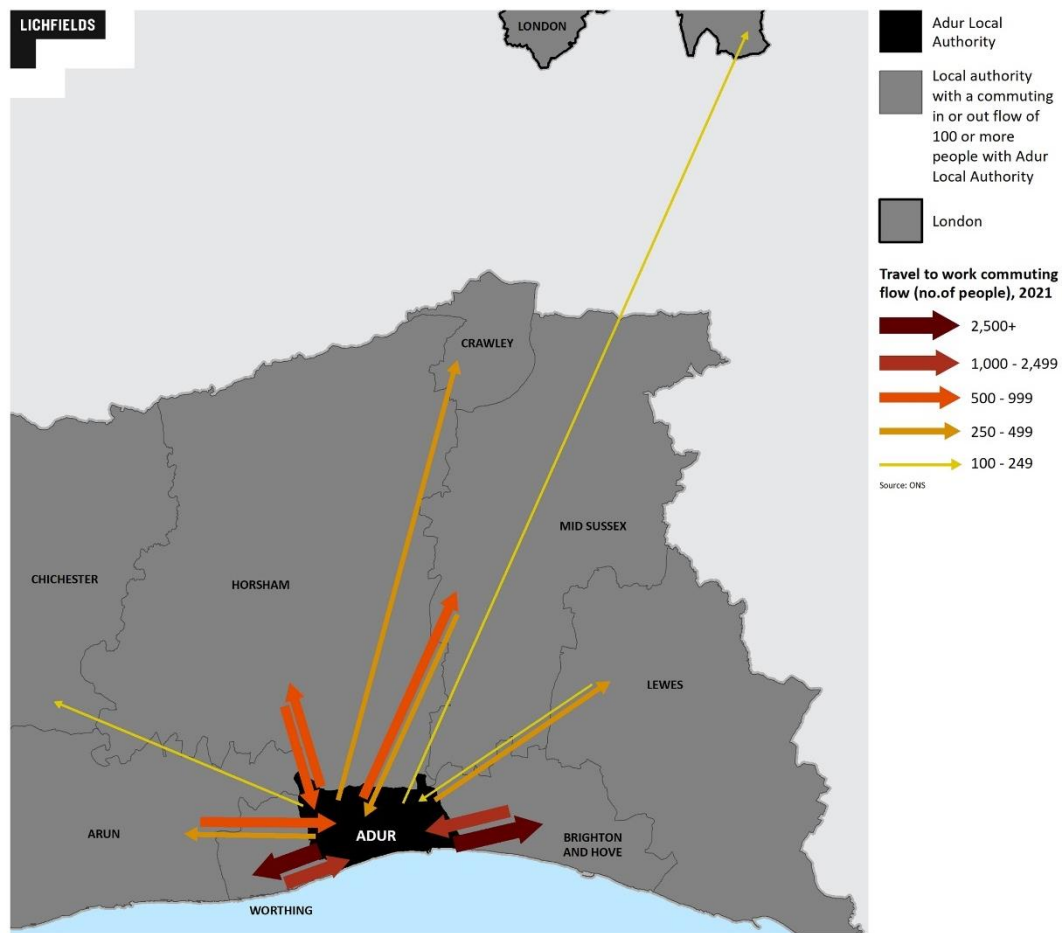 LICHFIELDS
LONDON
CRAWLEY
MID SUSSEX
CHICHESTER
HORSHAM
LEWES
ARUN
ADUR
BRIGHTON
AND HOVE
WORTHING
Adur Local
Authority
Local authority
with a commuting
in or out flow of
100 or more
people with Adur
Local Authority
London
Travel to work commuting
flow (no.of people), 2021
2,500+
1,000 - 2,499
500 - 999
250 - 499
100 - 249
Source: ONS